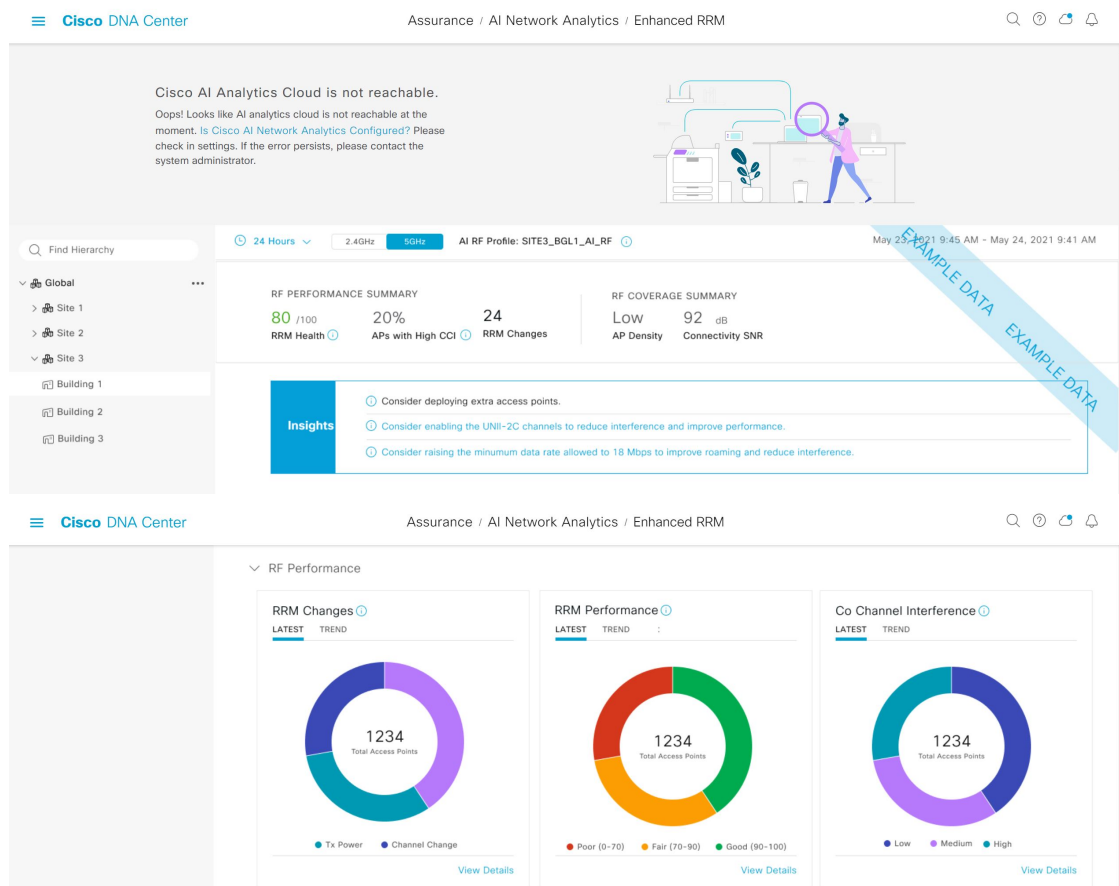 Cisco DNA Center
Assurance / AI Network Analytics / Enhanced RRM
Cisco AI Analytics Cloud is not reachable.
Oops! Looks like AI analytics cloud is not reachable at the
moment. Is Cisco AI Network Analytics Configured? Please
check in settings. If the error persists, please contact the
system administrator.
Find Hierarchy
Global
Site 1
Site 2
Site 3
Building 1
Building 2
Building 3
24 Hours
2.4GHz
5GHz
AI RF Profile: SITE3_BGL1_AI_RF
May 23, 2021 9:45 AM - May 24, 2021 9:41 AM
EXAMPLE DATA EXAMPLE DATA
RF PERFORMANCE SUMMARY
80 /100
RRM Health
20%
APs with High CCI
24
RRM Changes
RF COVERAGE SUMMARY
Low
AP Density
92 dB
Connectivity SNR
Insights
Consider deploying extra access points.
Consider enabling the UNII-2C channels to reduce interference and improve performance.
Consider raising the minumum data rate allowed to 18 Mbps to improve roaming and reduce interference.
Cisco DNA Center
Assurance / AI Network Analytics / Enhanced RRM
RF Performance
RRM Changes
LATEST TREND
1234
Total Access Points
Tx Power Channel Change
View Details
RRM Performance
LATEST TREND :
1234
Total Access Points
Poor (0-70) Fair (70-90) Good (90-100)
View Details
Co Channel Interference
LATEST TREND
1234
Total Access Points
Low Medium High
View Details